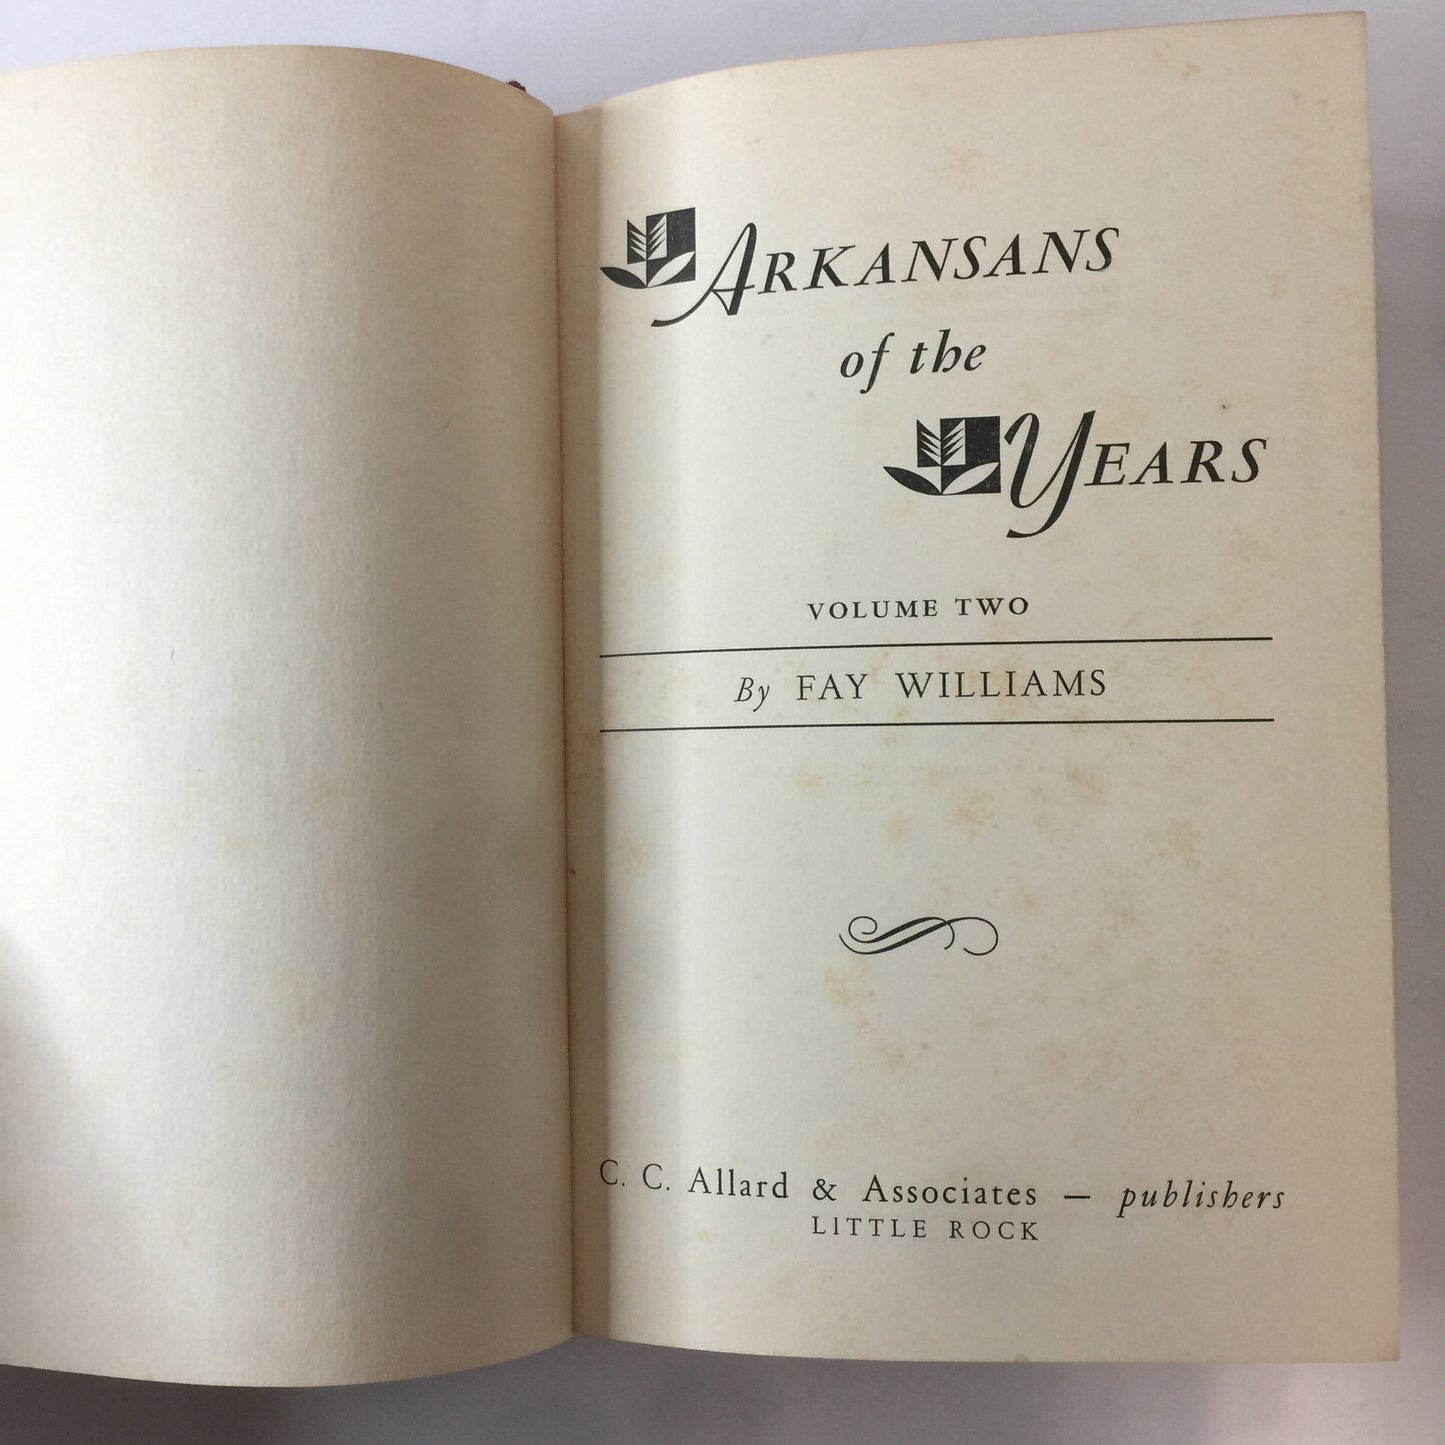 ARKANSANS
of the
YEARS
VOLUME TWO
By FAY WILLIAMS
C. C. Allard & Associates — publishers
LITTLE ROCK